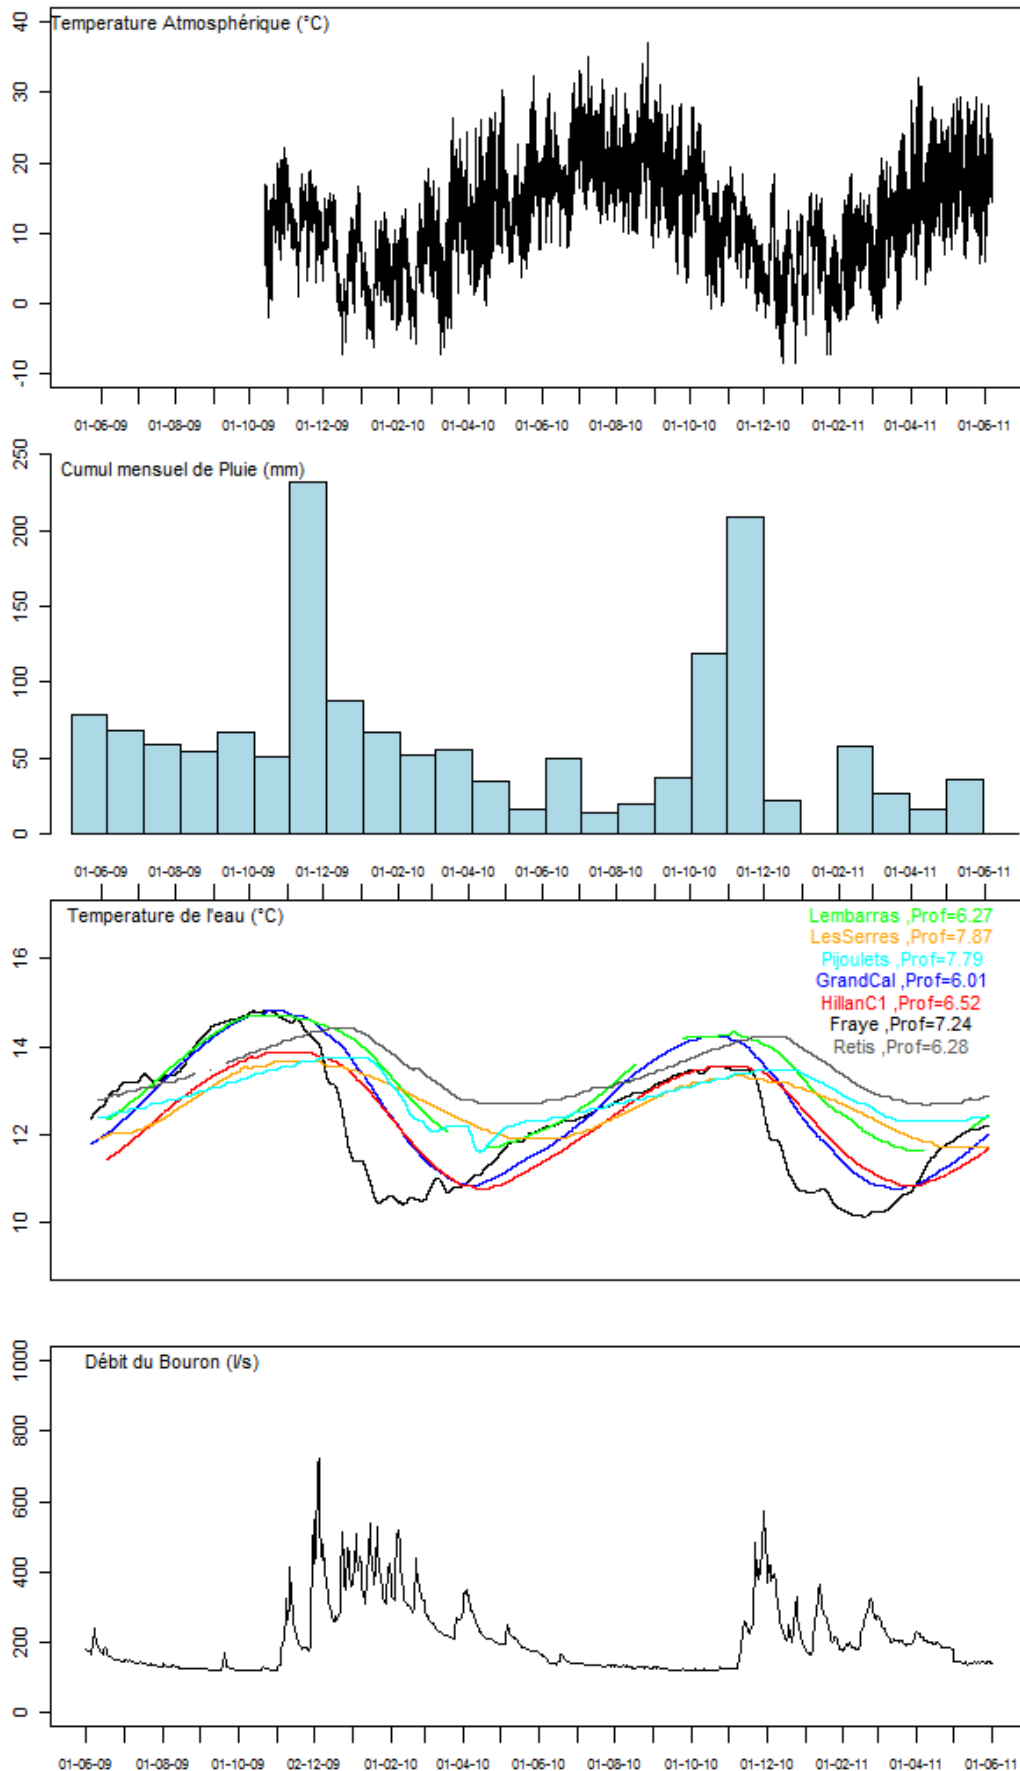 Temperature Atmosphérique (°C)
40
30
20
10
0
-10
01-06-09 01-08-09 01-10-09 01-12-09 01-02-10 01-04-10 01-06-10 01-08-10 01-10-10 01-12-10 01-02-11 01-04-11 01-06-11
Cumul mensuel de Pluie (mm)
250
200
150
100
50
0
01-06-09 01-08-09 01-10-09 01-12-09 01-02-10 01-04-10 01-06-10 01-08-10 01-10-10 01-12-10 01-02-11 01-04-11 01-06-11
Temperature de l'eau (°C)
Lembarras ,Prof=6.27
LesSerres ,Prof=7.87
Pijoulets ,Prof=7.79
GrandCal ,Prof=6.01
HillanC1 ,Prof=6.52
Fraye ,Prof=7.24
Retis ,Prof=6.28
16
14
12
10
Débit du Bouron (l/s)
1000
800
600
400
200
0
01-06-09 01-08-09 01-10-09 02-12-09 01-02-10 01-04-10 01-06-10 01-08-10 01-10-10 01-12-10 01-02-11 01-04-11 01-06-11